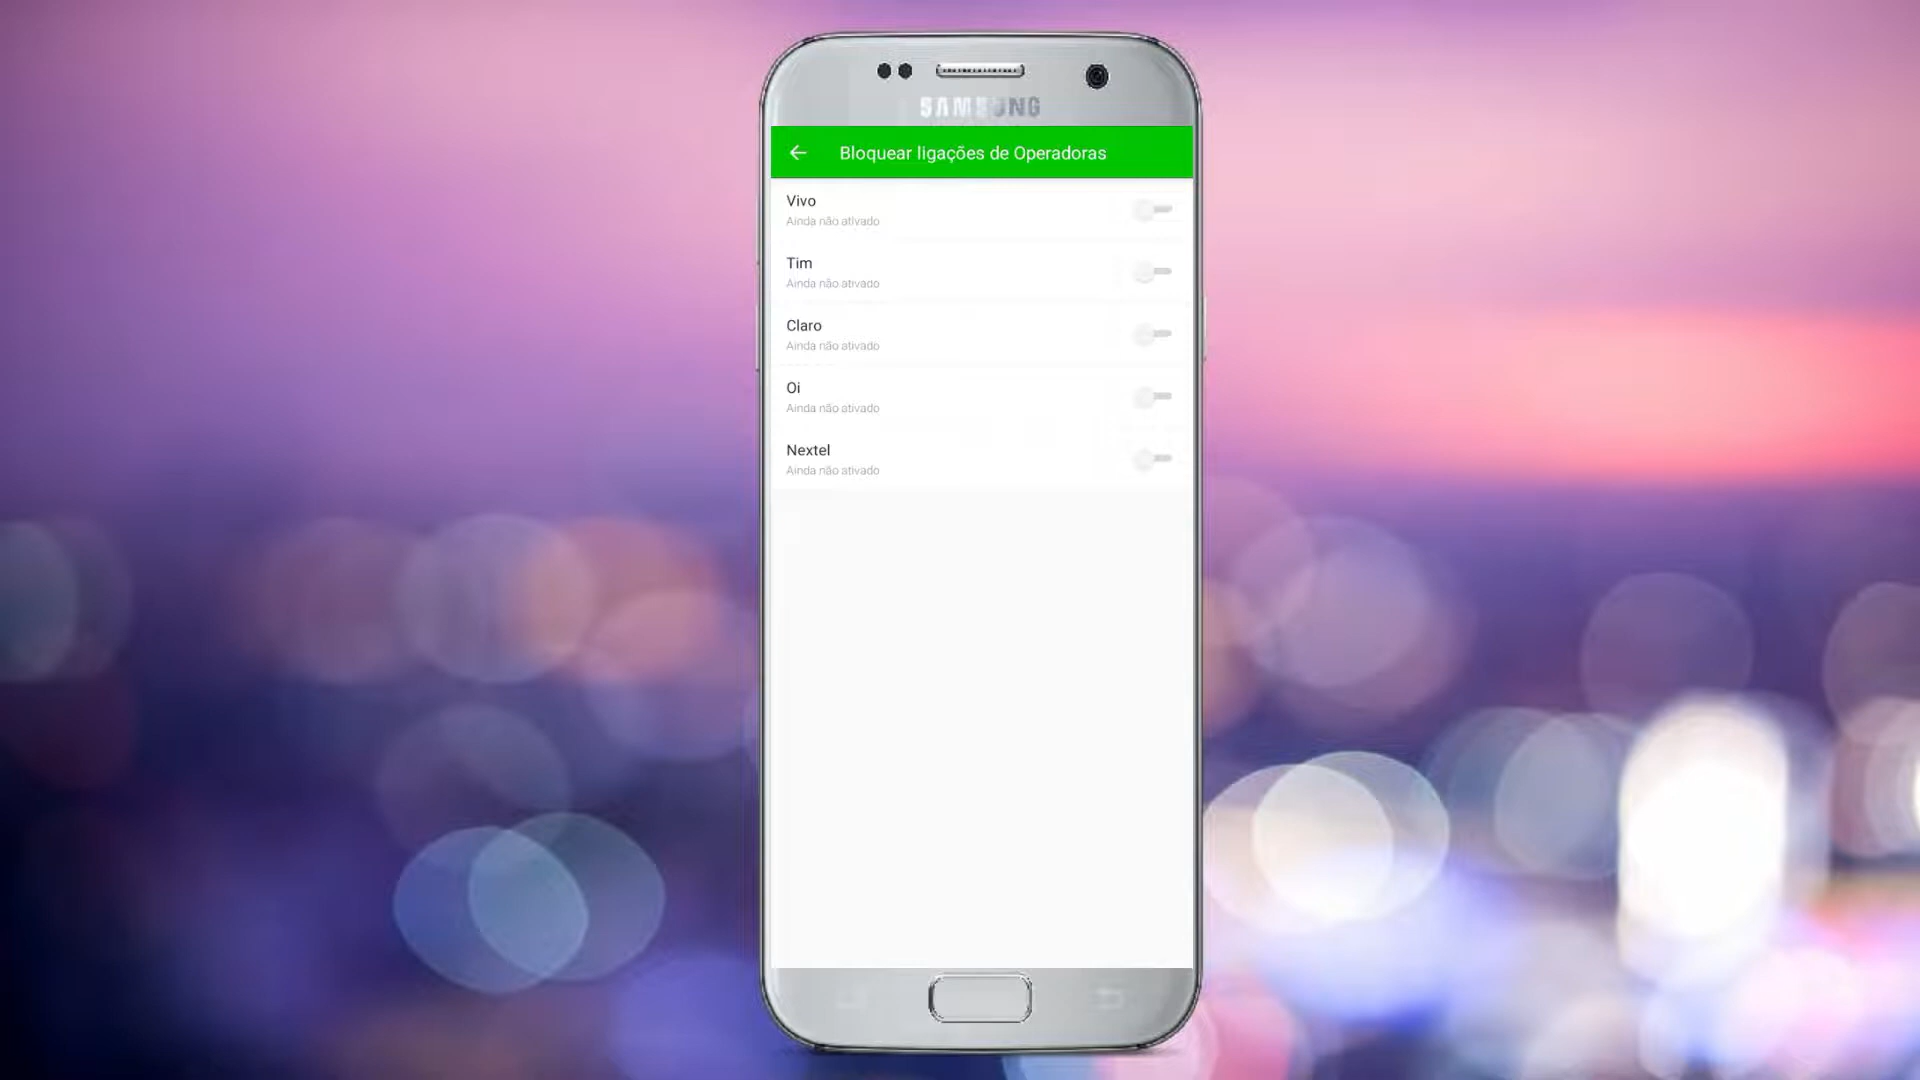 SAMSUNG
Bloquear ligações de Operadoras
Vivo
Ainda não ativado
Tim
Ainda não ativado
Claro
Ainda não ativado
Oi
Ainda não ativado
Nextel
Ainda não ativado